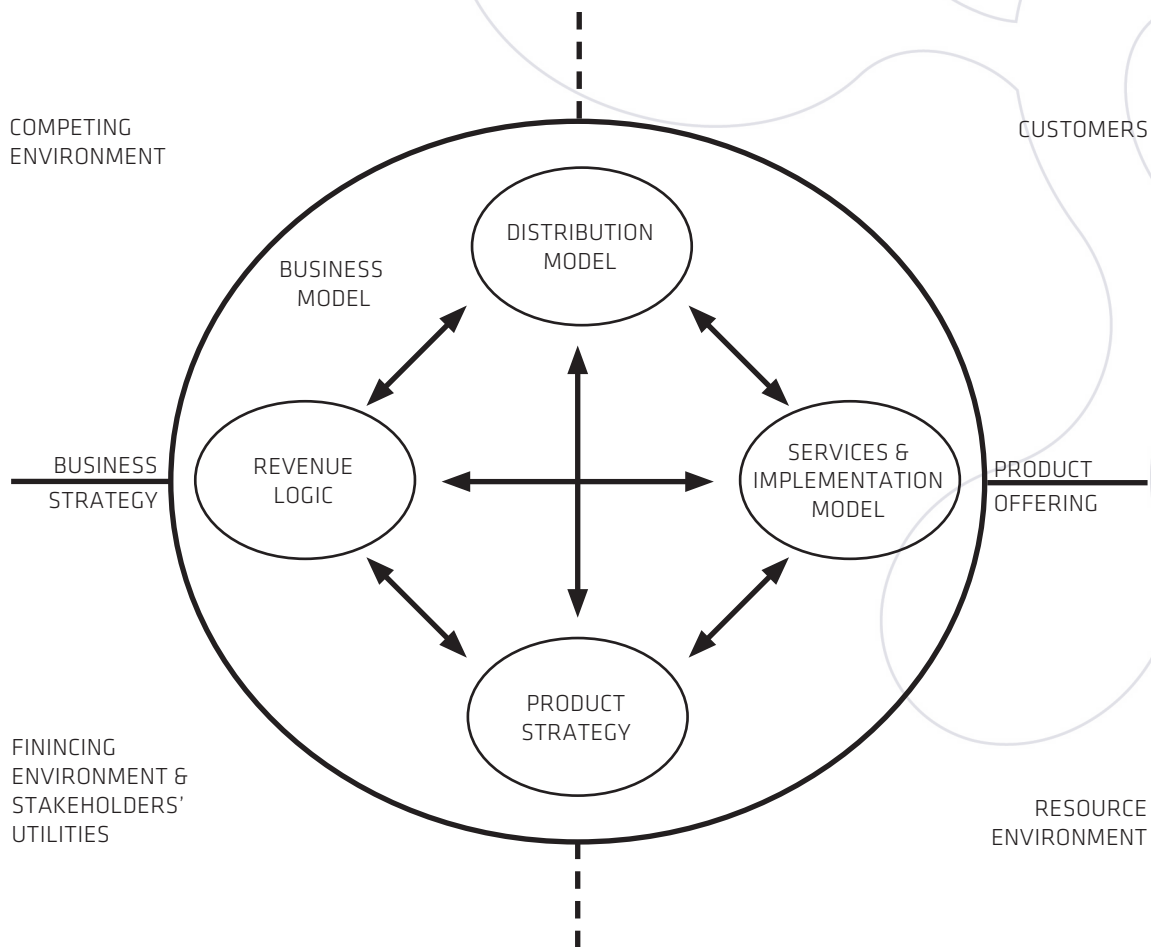 COMPETING
ENVIRONMENT
CUSTOMERS
DISTRIBUTION
MODEL
BUSINESS
MODEL
BUSINESS
STRATEGY
REVENUE
LOGIC
SERVICES &
IMPLEMENTATION
MODEL
PRODUCT
OFFERING
PRODUCT
STRATEGY
FININCING
ENVIRONMENT &
STAKEHOLDERS'
UTILITIES
RESOURCE
ENVIRONMENT